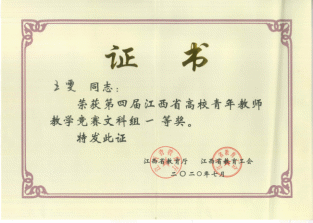 证 书
王雯 同志：
荣获第四届江西省高校青年教师
教学竞赛文科组一等奖。
特发此证
江西省教育厅 江西省教育工会
二〇二〇年七月